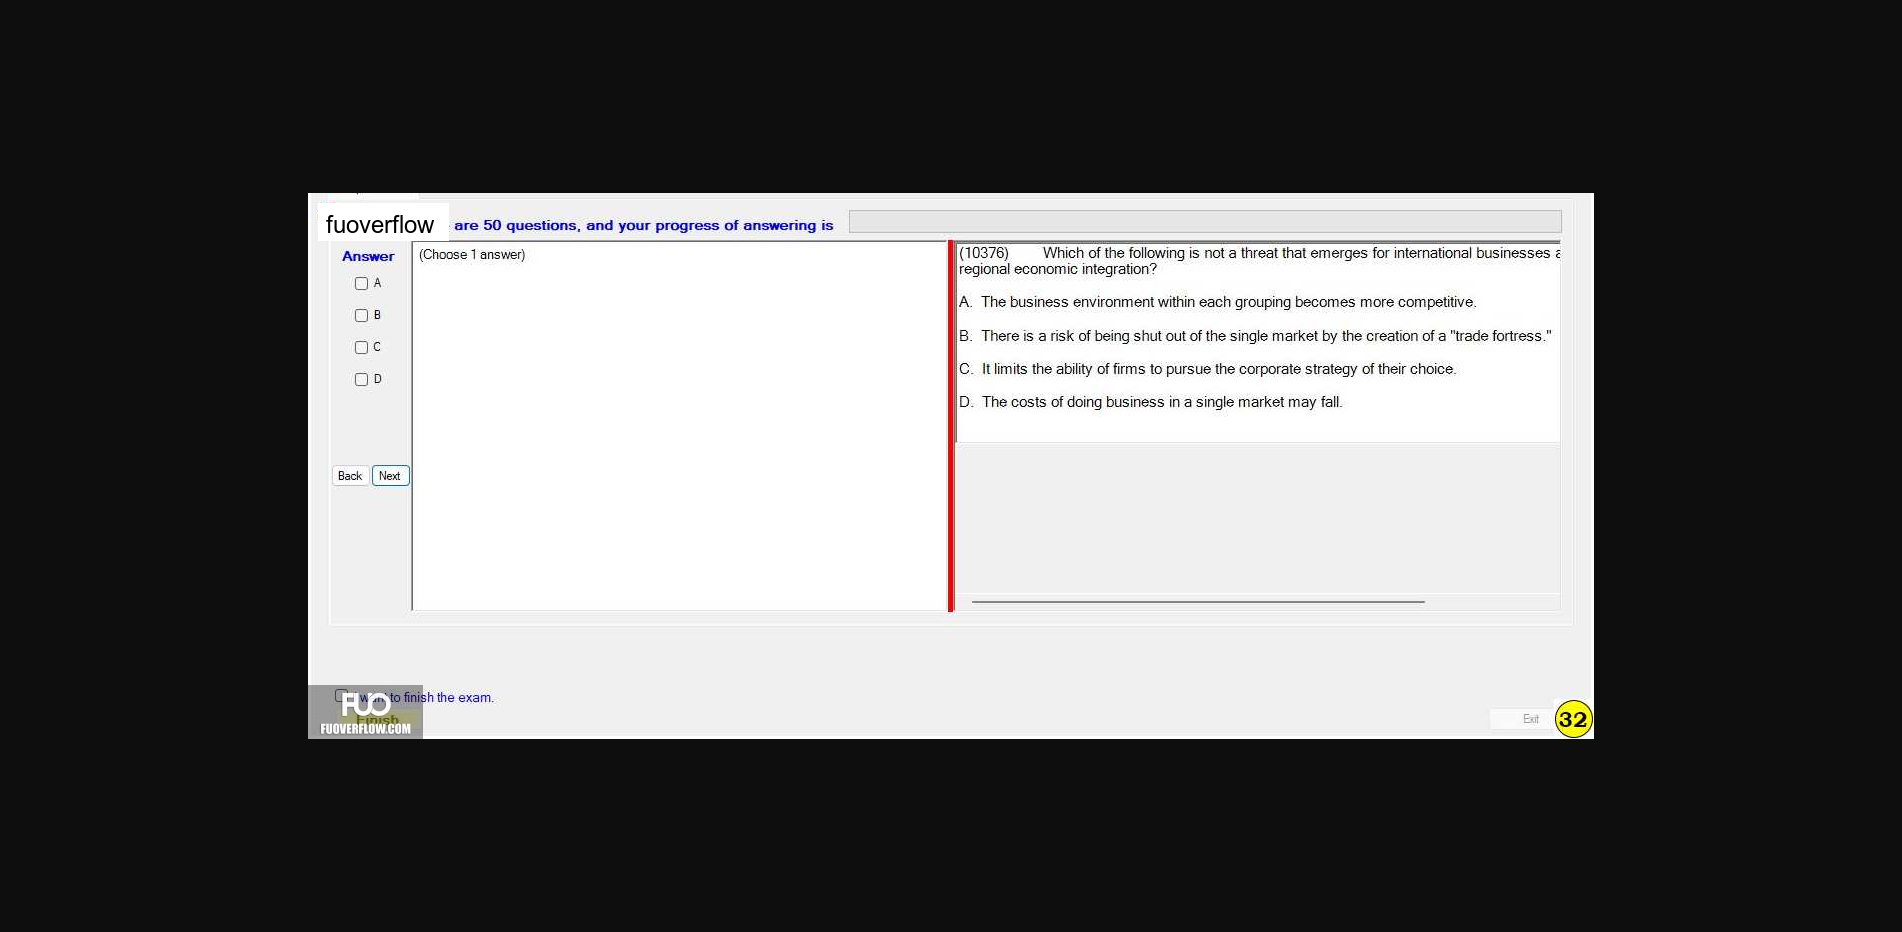 fuoverflow
are 50 questions, and your progress of answering is
Answer
(Choose 1 answer)
A
B
C
D
Back
Next
(10376) Which of the following is not a threat that emerges for international businesses
regional economic integration?
A. The business environment within each grouping becomes more competitive.
B. There is a risk of being shut out of the single market by the creation of a "trade fortress."
C. It limits the ability of firms to pursue the corporate strategy of their choice.
D. The costs of doing business in a single market may fall.
want to finish the exam.
FUO
Finish
FUOVERFLOW.COM
Exit
32